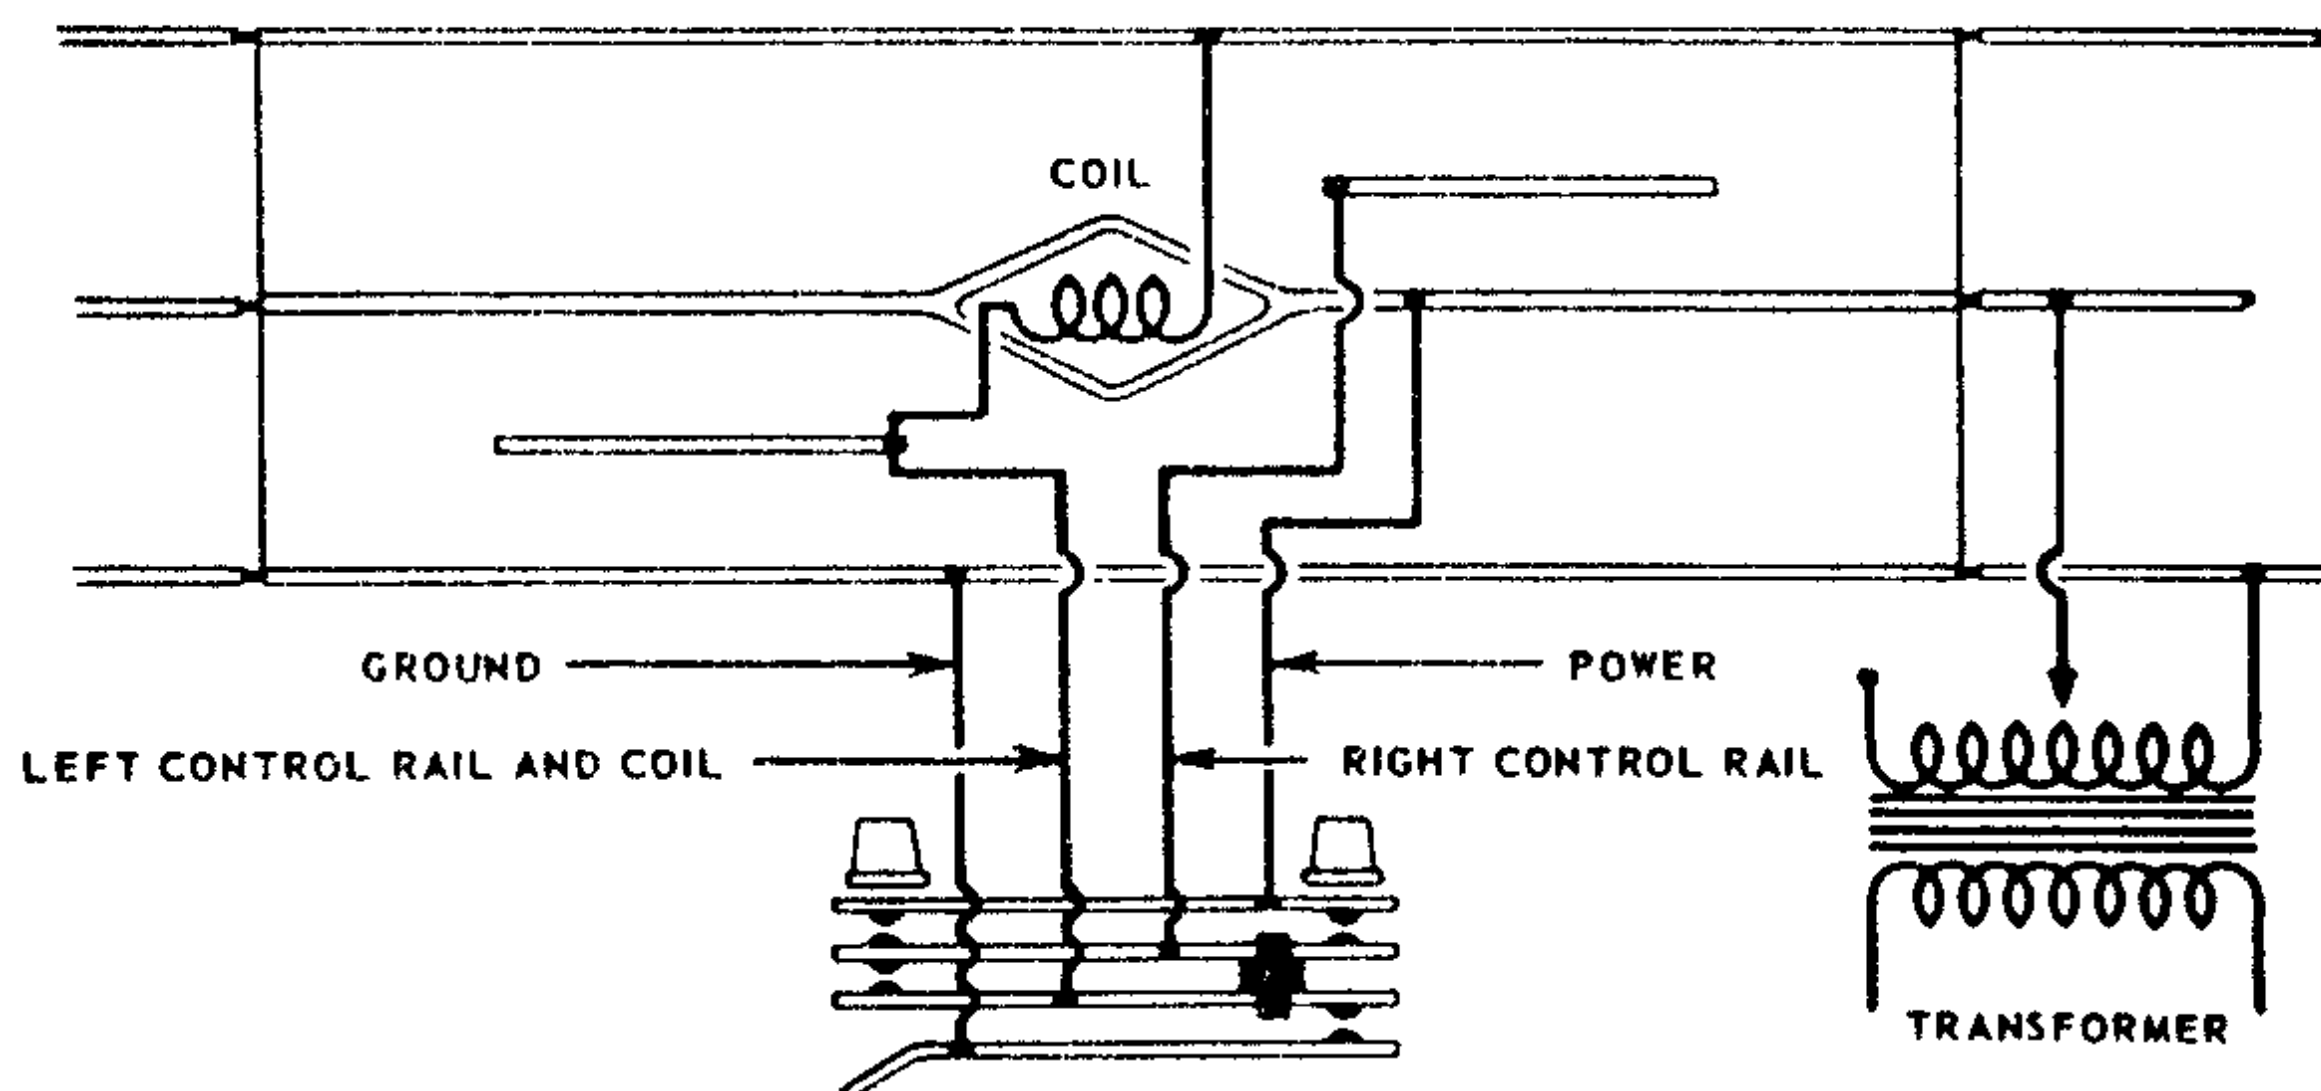 COIL
GROUND
POWER
LEFT CONTROL RAIL AND COIL
RIGHT CONTROL RAIL
TRANSFORMER